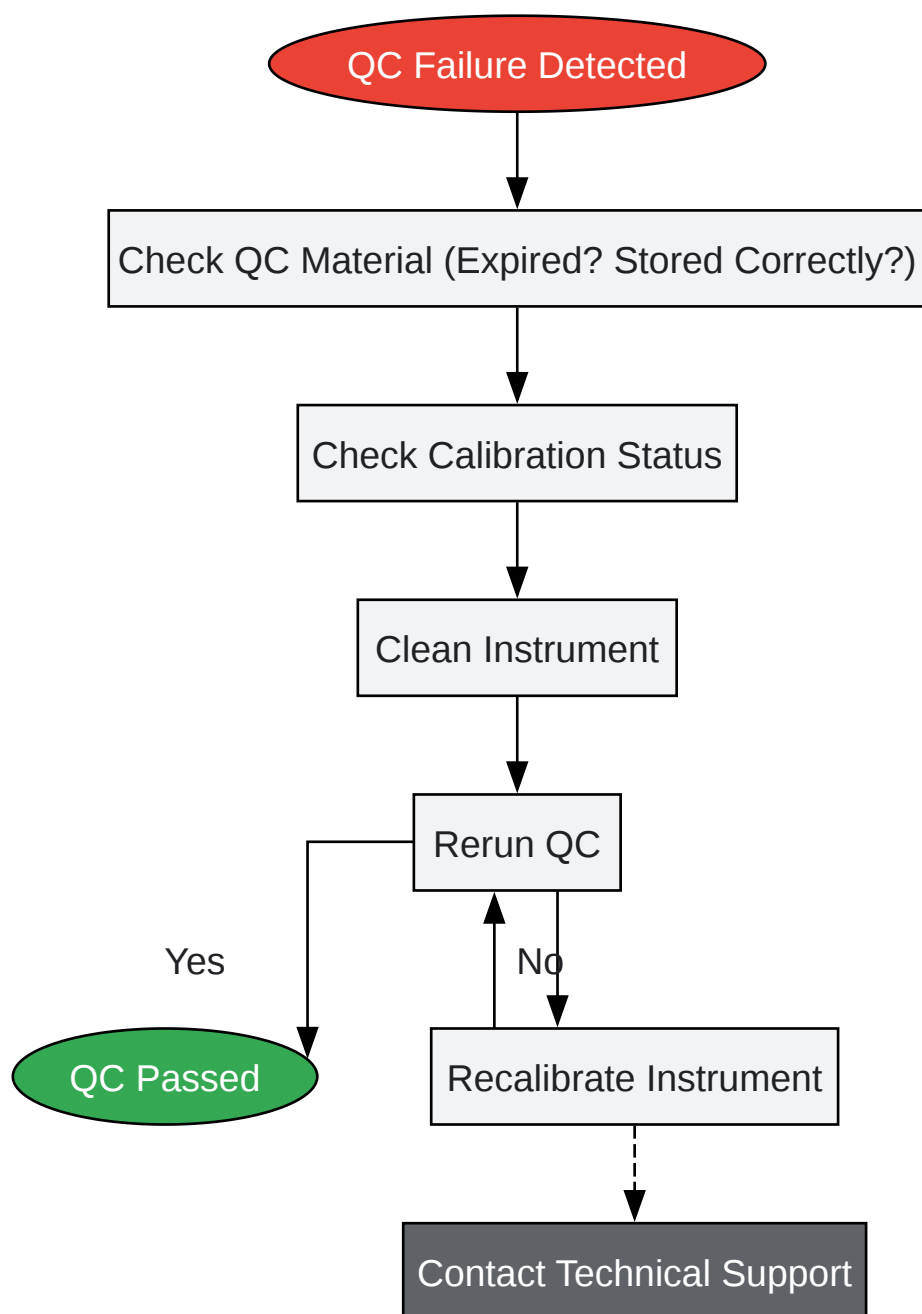 QC Failure Detected
Check QC Material (Expired? Stored Correctly?)
Check Calibration Status
Clean Instrument
Rerun QC
Yes
No
QC Passed
Recalibrate Instrument
Contact Technical Support